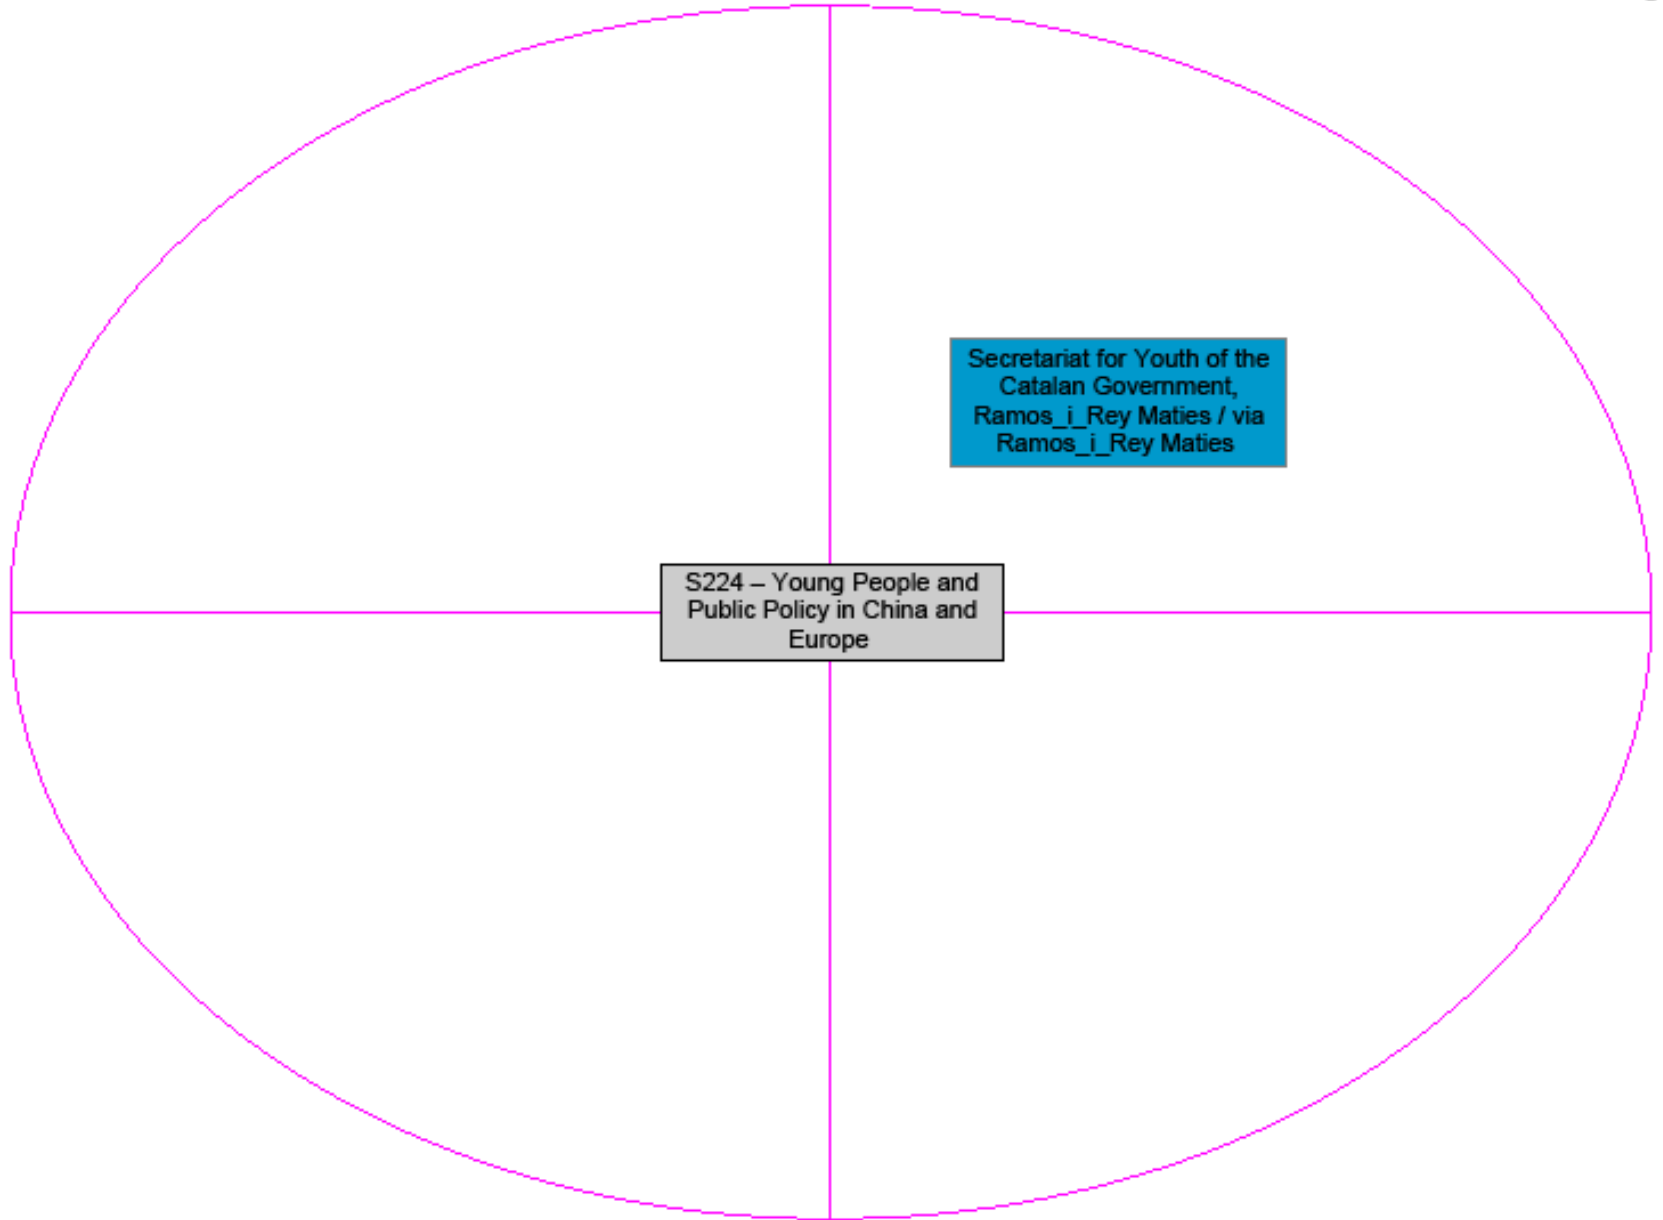 Secretariat for Youth of the
Catalan Government,
Ramos_i_Rey Maties / via
Ramos_i_Rey Maties
S224 – Young People and
Public Policy in China and
Europe